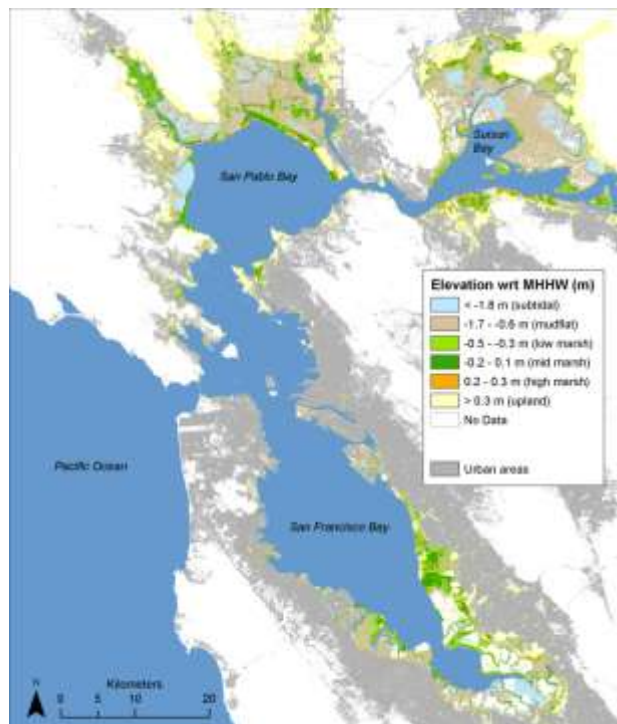 Suisun
Bay
San Pablo Bay
Elevation wrt MHHW (m)
< -1.8 m (subtidal)
-1.7 - -0.6 m (mudflat)
-0.5 - -0.3 m (low marsh)
-0.2 - 0.1 m (mid marsh)
0.2 - 0.3 m (high marsh)
> 0.3 m (upland)
No Data
Urban areas
Pacific Ocean
San Francisco Bay
N
Kilometers
0 5 10 20